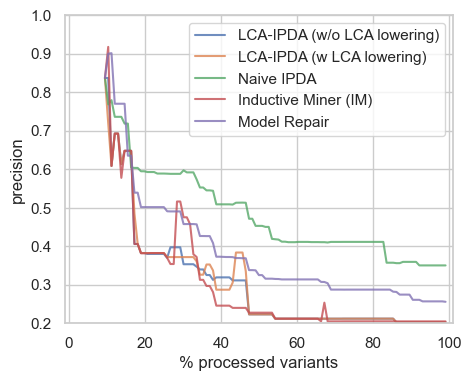 1.0
0.9
0.8
0.7
0.6
0.5
0.4
0.3
0.2
precision
LCA-IPDA (w/o LCA lowering)
LCA-IPDA (w LCA lowering)
Naive IPDA
Inductive Miner (IM)
Model Repair
0 20 40 60 80 100
% processed variants